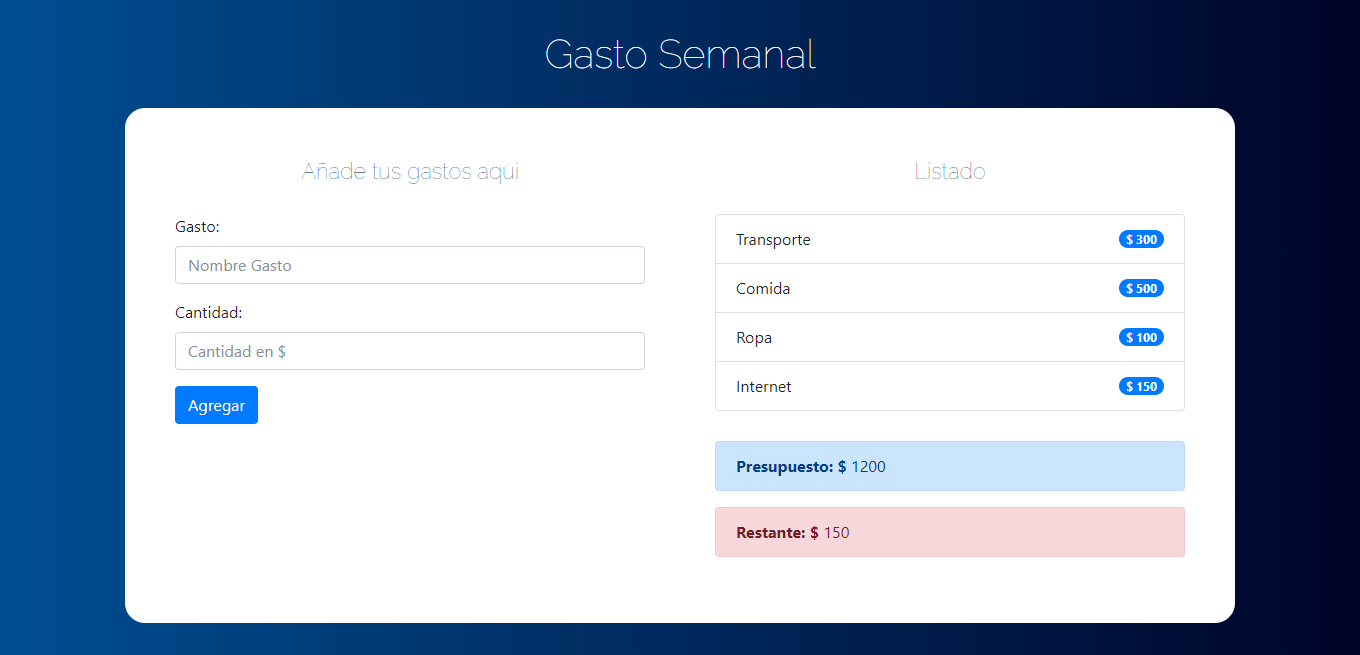 Gasto Semanal
Añade tus gastos aqui
Gasto:
Nombre Gasto
Cantidad:
Cantidad en $
Agregar
Listado
Transporte $ 300
Comida $ 500
Ropa $ 100
Internet $ 150
Presupuesto: $ 1200
Restante: $ 150